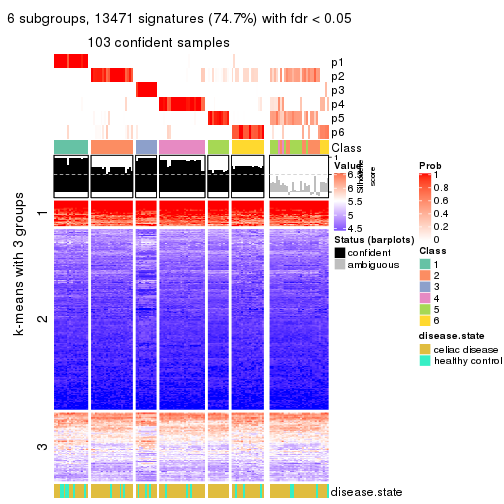 6 subgroups, 13471 signatures (74.7%) with fdr < 0.05
103 confident samples
p1
p2
p3
p4
p5
p6
Class
1
Silhouette
score
k-means with 3 groups
1
2
3
disease.state
Value
6.5
6
5.5
5
4.5
Status (barplots)
confident
ambiguous
Prob
1
0.8
0.6
0.4
0.2
0
Class
1
2
3
4
5
6
disease.state
celiac disease
healthy control